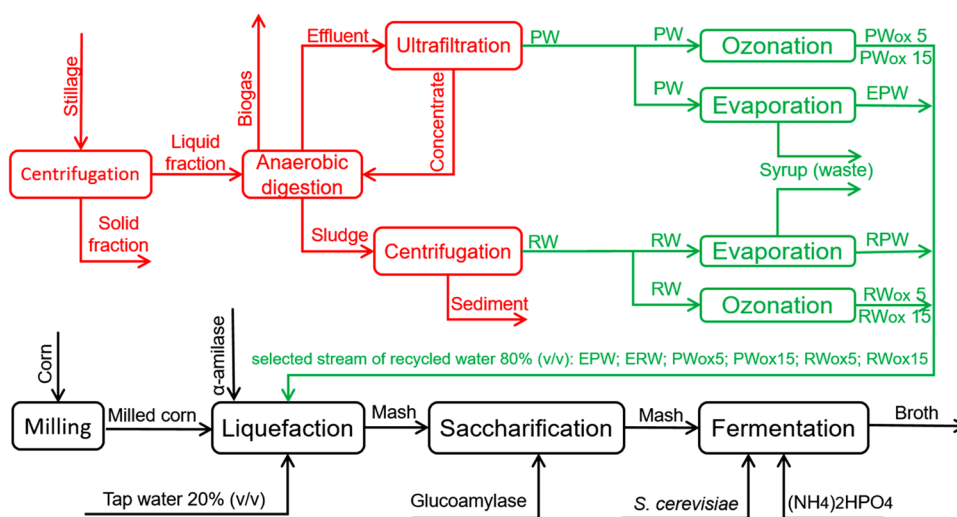 Stillage
Centrifugation
Solid
fraction
Liquid
fraction
Biogas
Anaerobic
digestion
Effluent
Ultrafiltration
Concentrate
Sludge
Centrifugation
Sediment
PW
PW
Ozonation
PWox 5
PWox 15
PW
Evaporation
EPW
Syrup (waste)
RW
RW
Evaporation
RPW
RW
Ozonation
RWox 5
RWox 15
selected stream of recycled water 80% (v/v): EPW; ERW; PWox5; PWox15; RWox5; RWox15
Corn
Milling
Milled corn
α-amilase
Liquefaction
Tap water 20% (v/v)
Mash
Saccharification
Glucoamylase
Mash
Fermentation
S. cerevisiae
(NH4)2HPO4
Broth